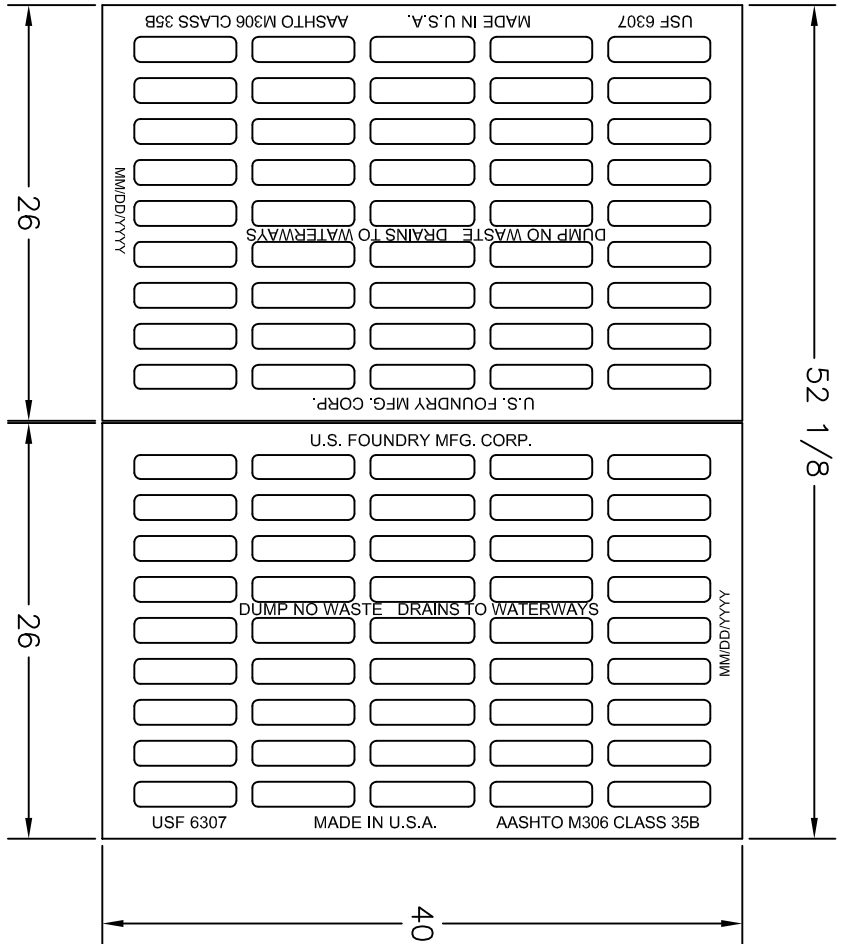 USF 6307 MADE IN U.S.A. AASHTO M306 CLASS 35B
MM/DD/YYYY
DUMP NO WASTE DRAINS TO WATERWAYS
U.S. FOUNDRY MFG. CORP.
U.S. FOUNDRY MFG. CORP.
DUMP NO WASTE DRAINS TO WATERWAYS
MM/DD/YYYY
USF 6307 MADE IN U.S.A. AASHTO M306 CLASS 35B
26
26
52 1/8
40